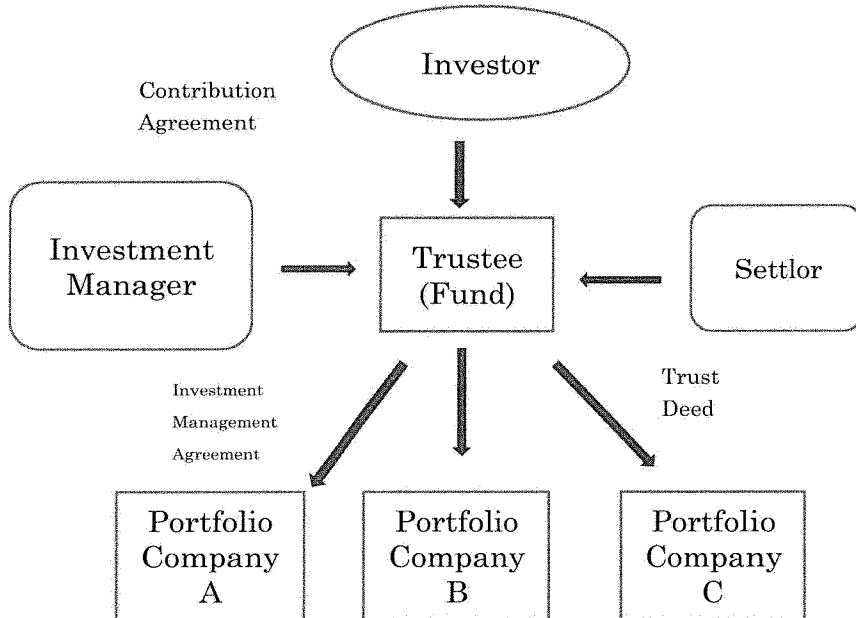 Investor
Contribution
Agreement
Investment
Manager
Trustee
(Fund)
Settlor
Investment
Management
Agreement
Trust
Deed
Portfolio
Company
A
Portfolio
Company
B
Portfolio
Company
C